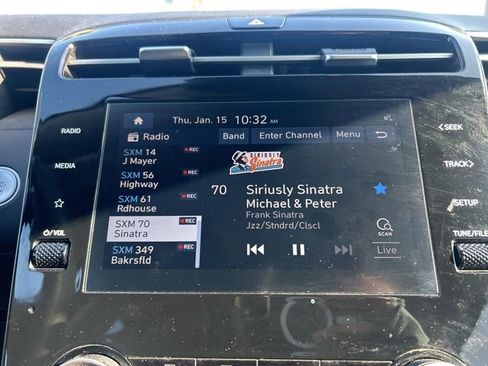 Thu, Jan. 15 10:32 AM
RADIO
MEDIA
VOL
Radio
Band
Enter Channel
Menu
SXM 14 REC
J Mayer
SXM 56 REC
Highway
SXM 61 REC
Rdhouse
SXM 70 REC
Sinatra
SXM 349 REC
Bakrsfld
SIRIUSLY
Sinatra
70 Siriusly Sinatra
Michael & Peter
Frank Sinatra
Jzz/Stndrd/Clscl
SCAN
Live
SEEK
TRACK
SETUP
TUNE/FILE